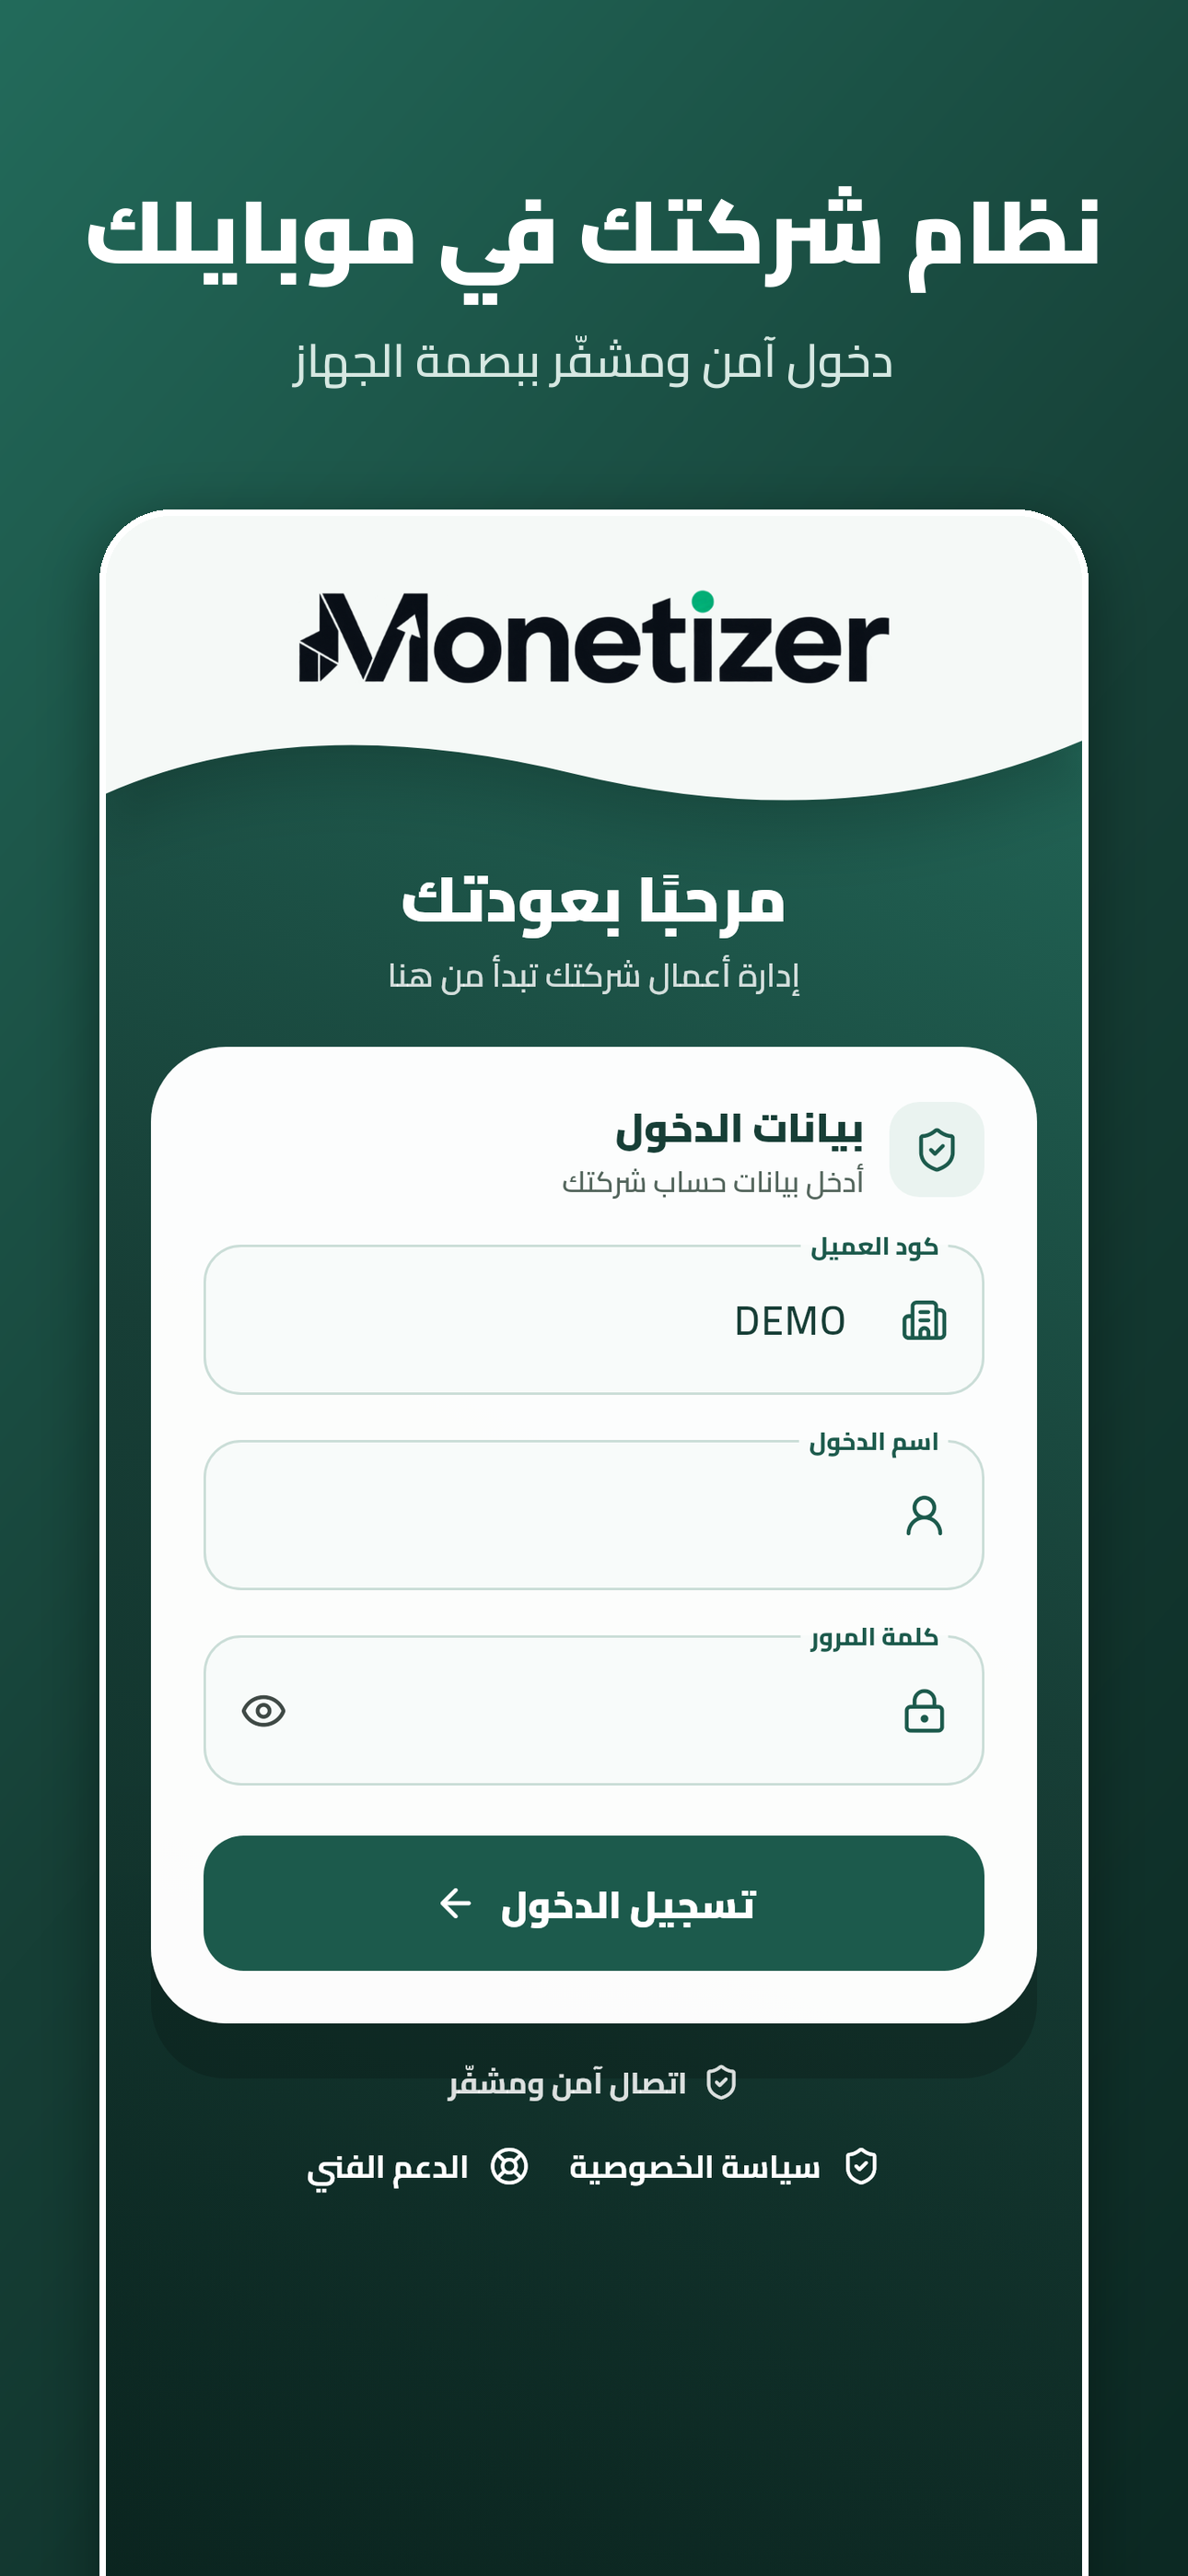 نظام شركتك في موبايلك
دخول آمن ومشفّر ببصمة الجهاز
Monetizer
مرحبًا بعودتك
إدارة أعمال شركتك تبدأ من هنا
بيانات الدخول
أدخل بيانات حساب شركتك
كود العميل
DEMO
اسم الدخول
كلمة المرور
تسجيل الدخول
اتصال آمن ومشفّر
سياسة الخصوصية
الدعم الفني